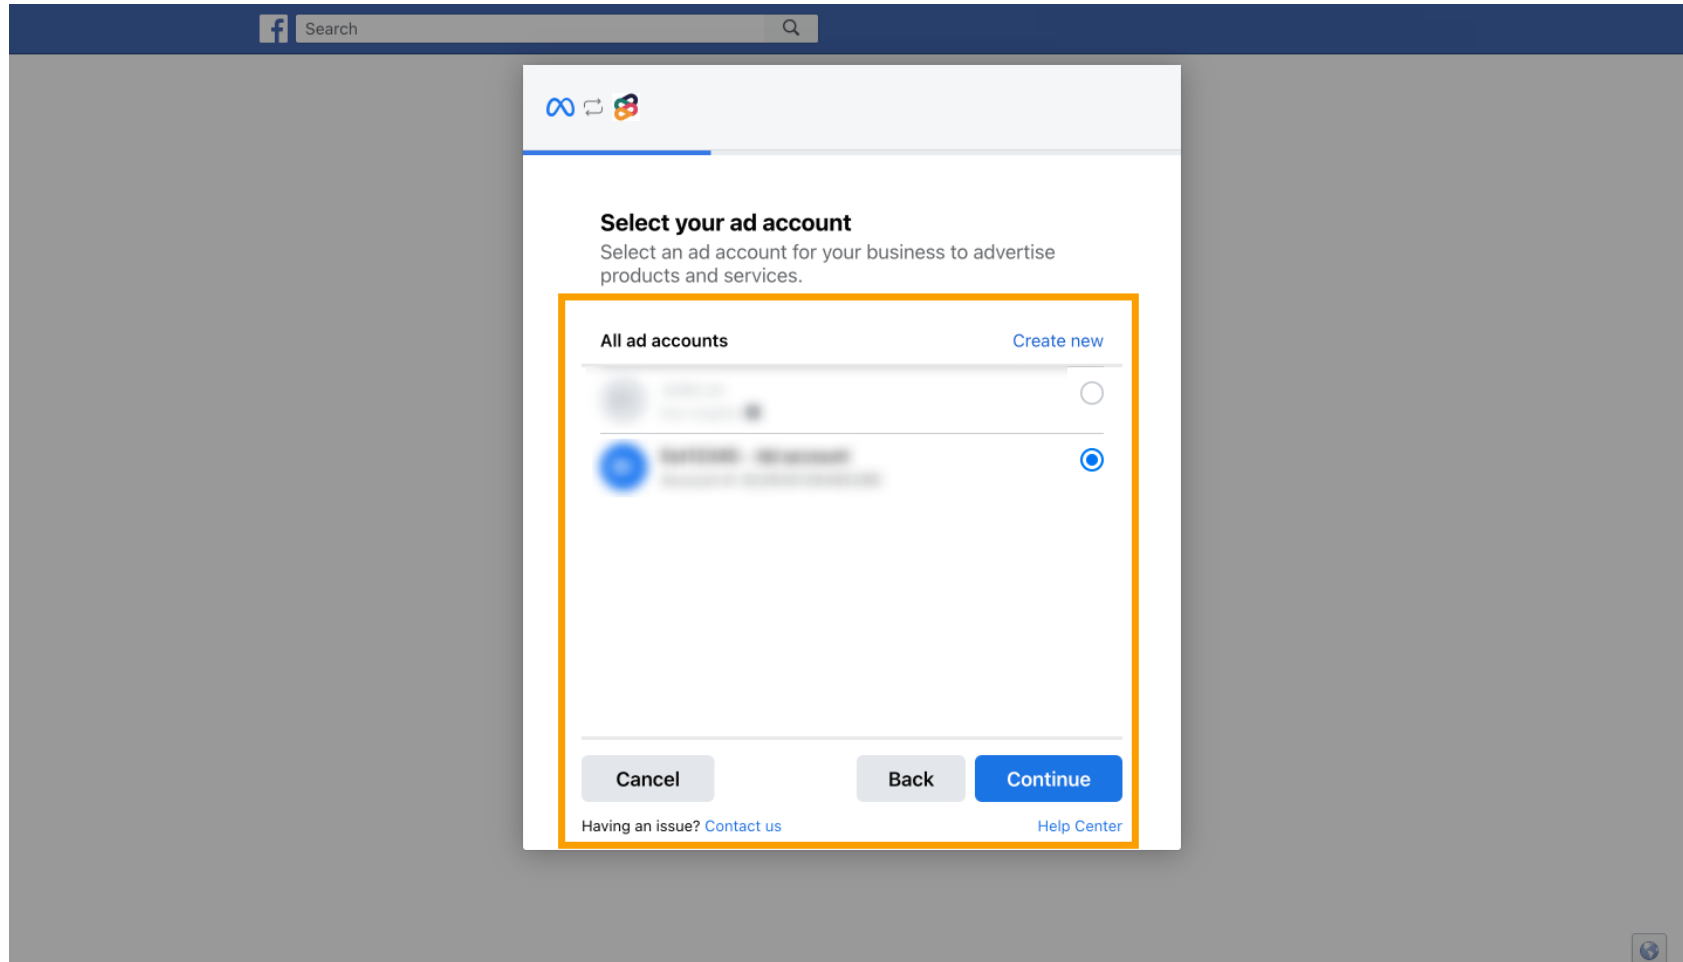 Search
Select your ad account
Select an ad account for your business to advertise
products and services.
All ad accounts
Create new
Cancel
Back
Continue
Having an issue? Contact us
Help Center